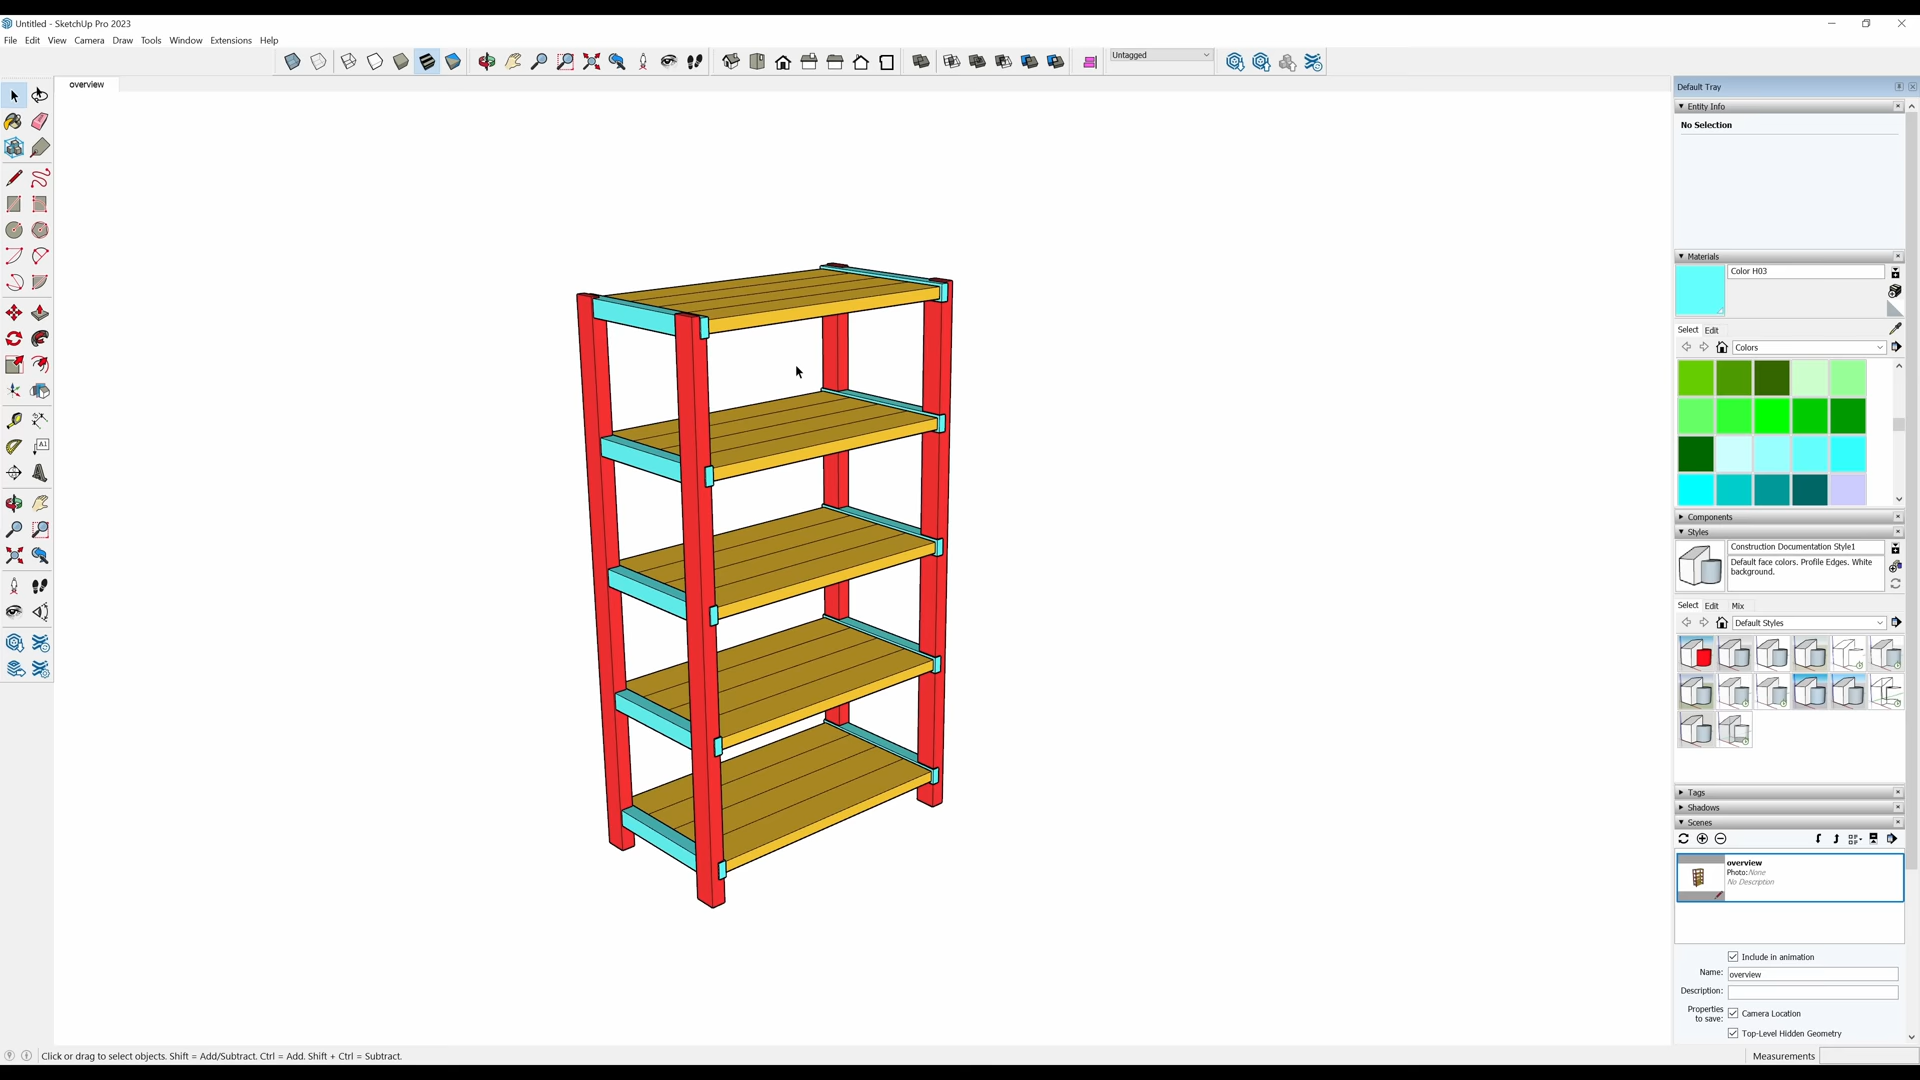 Untitled - SketchUp Pro 2023
File Edit View Camera Draw Tools Window Extensions Help
Untagged
overview
Default Tray
Entity Info
No Selection
Materials
Color H03
Select Edit
Colors
Components
Styles
Construction Documentation Style1
Default face colors. Profile Edges. White
background.
Select Edit Mix
Default Styles
Tags
Shadows
Scenes
overview
Photo: None
No Description
Include in animation
Name: overview
Description:
Properties
to save:
Camera Location
Top-Level Hidden Geometry
Click or drag to select objects. Shift = Add/Subtract. Ctrl = Add. Shift + Ctrl = Subtract.
Measurements